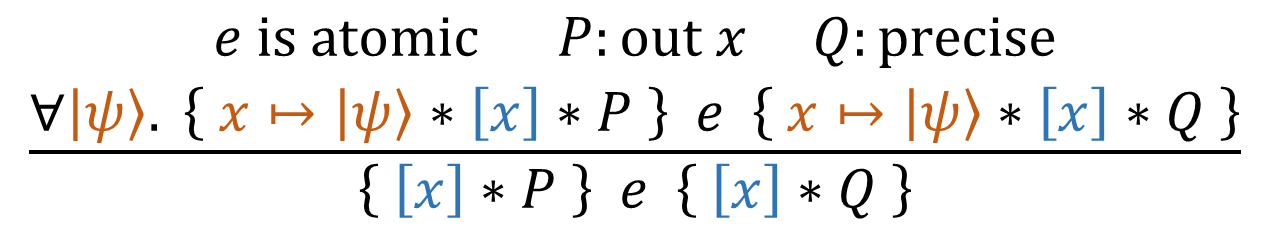 e is atomic P: out x Q: precise
∀|ψ⟩. { x ↦ |ψ⟩ ∗ [x] ∗ P } e { x ↦ |ψ⟩ ∗ [x] ∗ Q }
{ [x] ∗ P } e { [x] ∗ Q }